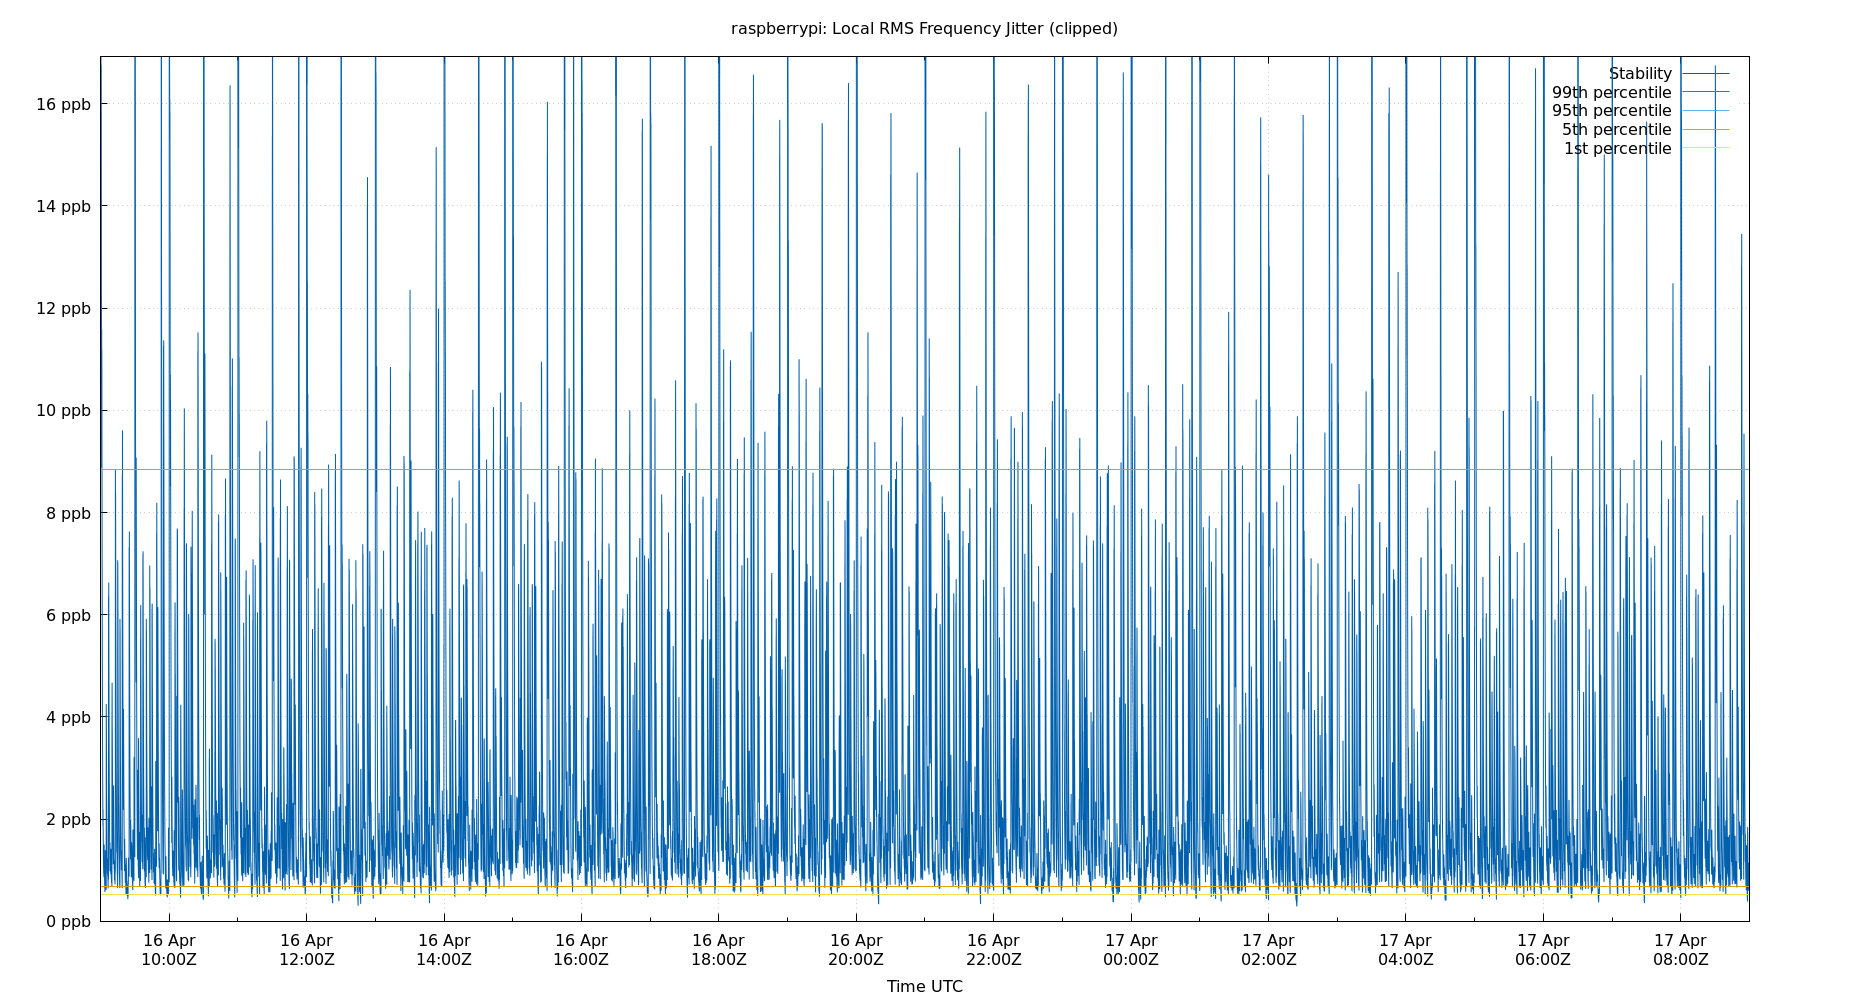 raspberrypi: Local RMS Frequency Jitter (clipped)
Stability
99th percentile
95th percentile
5th percentile
1st percentile
16 ppb
14 ppb
12 ppb
10 ppb
8 ppb
6 ppb
4 ppb
2 ppb
0 ppb
16 Apr 16 Apr 16 Apr 16 Apr 16 Apr 16 Apr 16 Apr 17 Apr 17 Apr 17 Apr 17 Apr 17 Apr
10:00Z 12:00Z 14:00Z 16:00Z 18:00Z 20:00Z 22:00Z 00:00Z 02:00Z 04:00Z 06:00Z 08:00Z
Time UTC